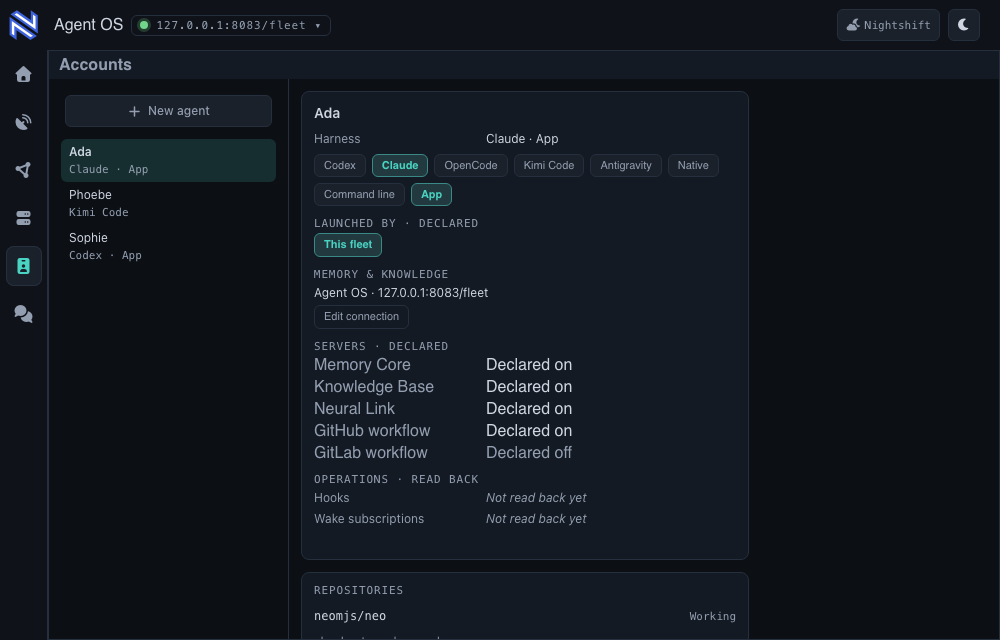 Agent OS 127.0.0.1:8083/fleet Nightshift
Accounts
New agent
Ada
Claude · App
Phoebe
Kimi Code
Sophie
Codex · App
Ada
Harness Claude · App
Codex Claude OpenCode Kimi Code Antigravity Native
Command line App
LAUNCHED BY · DECLARED
This fleet
MEMORY & KNOWLEDGE
Agent OS · 127.0.0.1:8083/fleet
Edit connection
SERVERS · DECLARED
Memory Core Declared on
Knowledge Base Declared on
Neural Link Declared on
GitHub workflow Declared on
GitLab workflow Declared off
OPERATIONS · READ BACK
Hooks Not read back yet
Wake subscriptions Not read back yet
REPOSITORIES
neomjs/neo Working